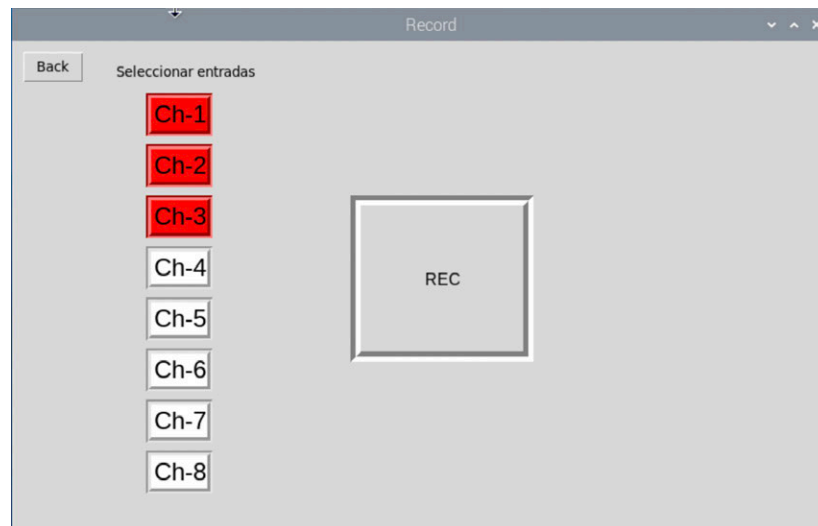 Record
Back
Seleccionar entradas
Ch-1
Ch-2
Ch-3
Ch-4
Ch-5
Ch-6
Ch-7
Ch-8
REC